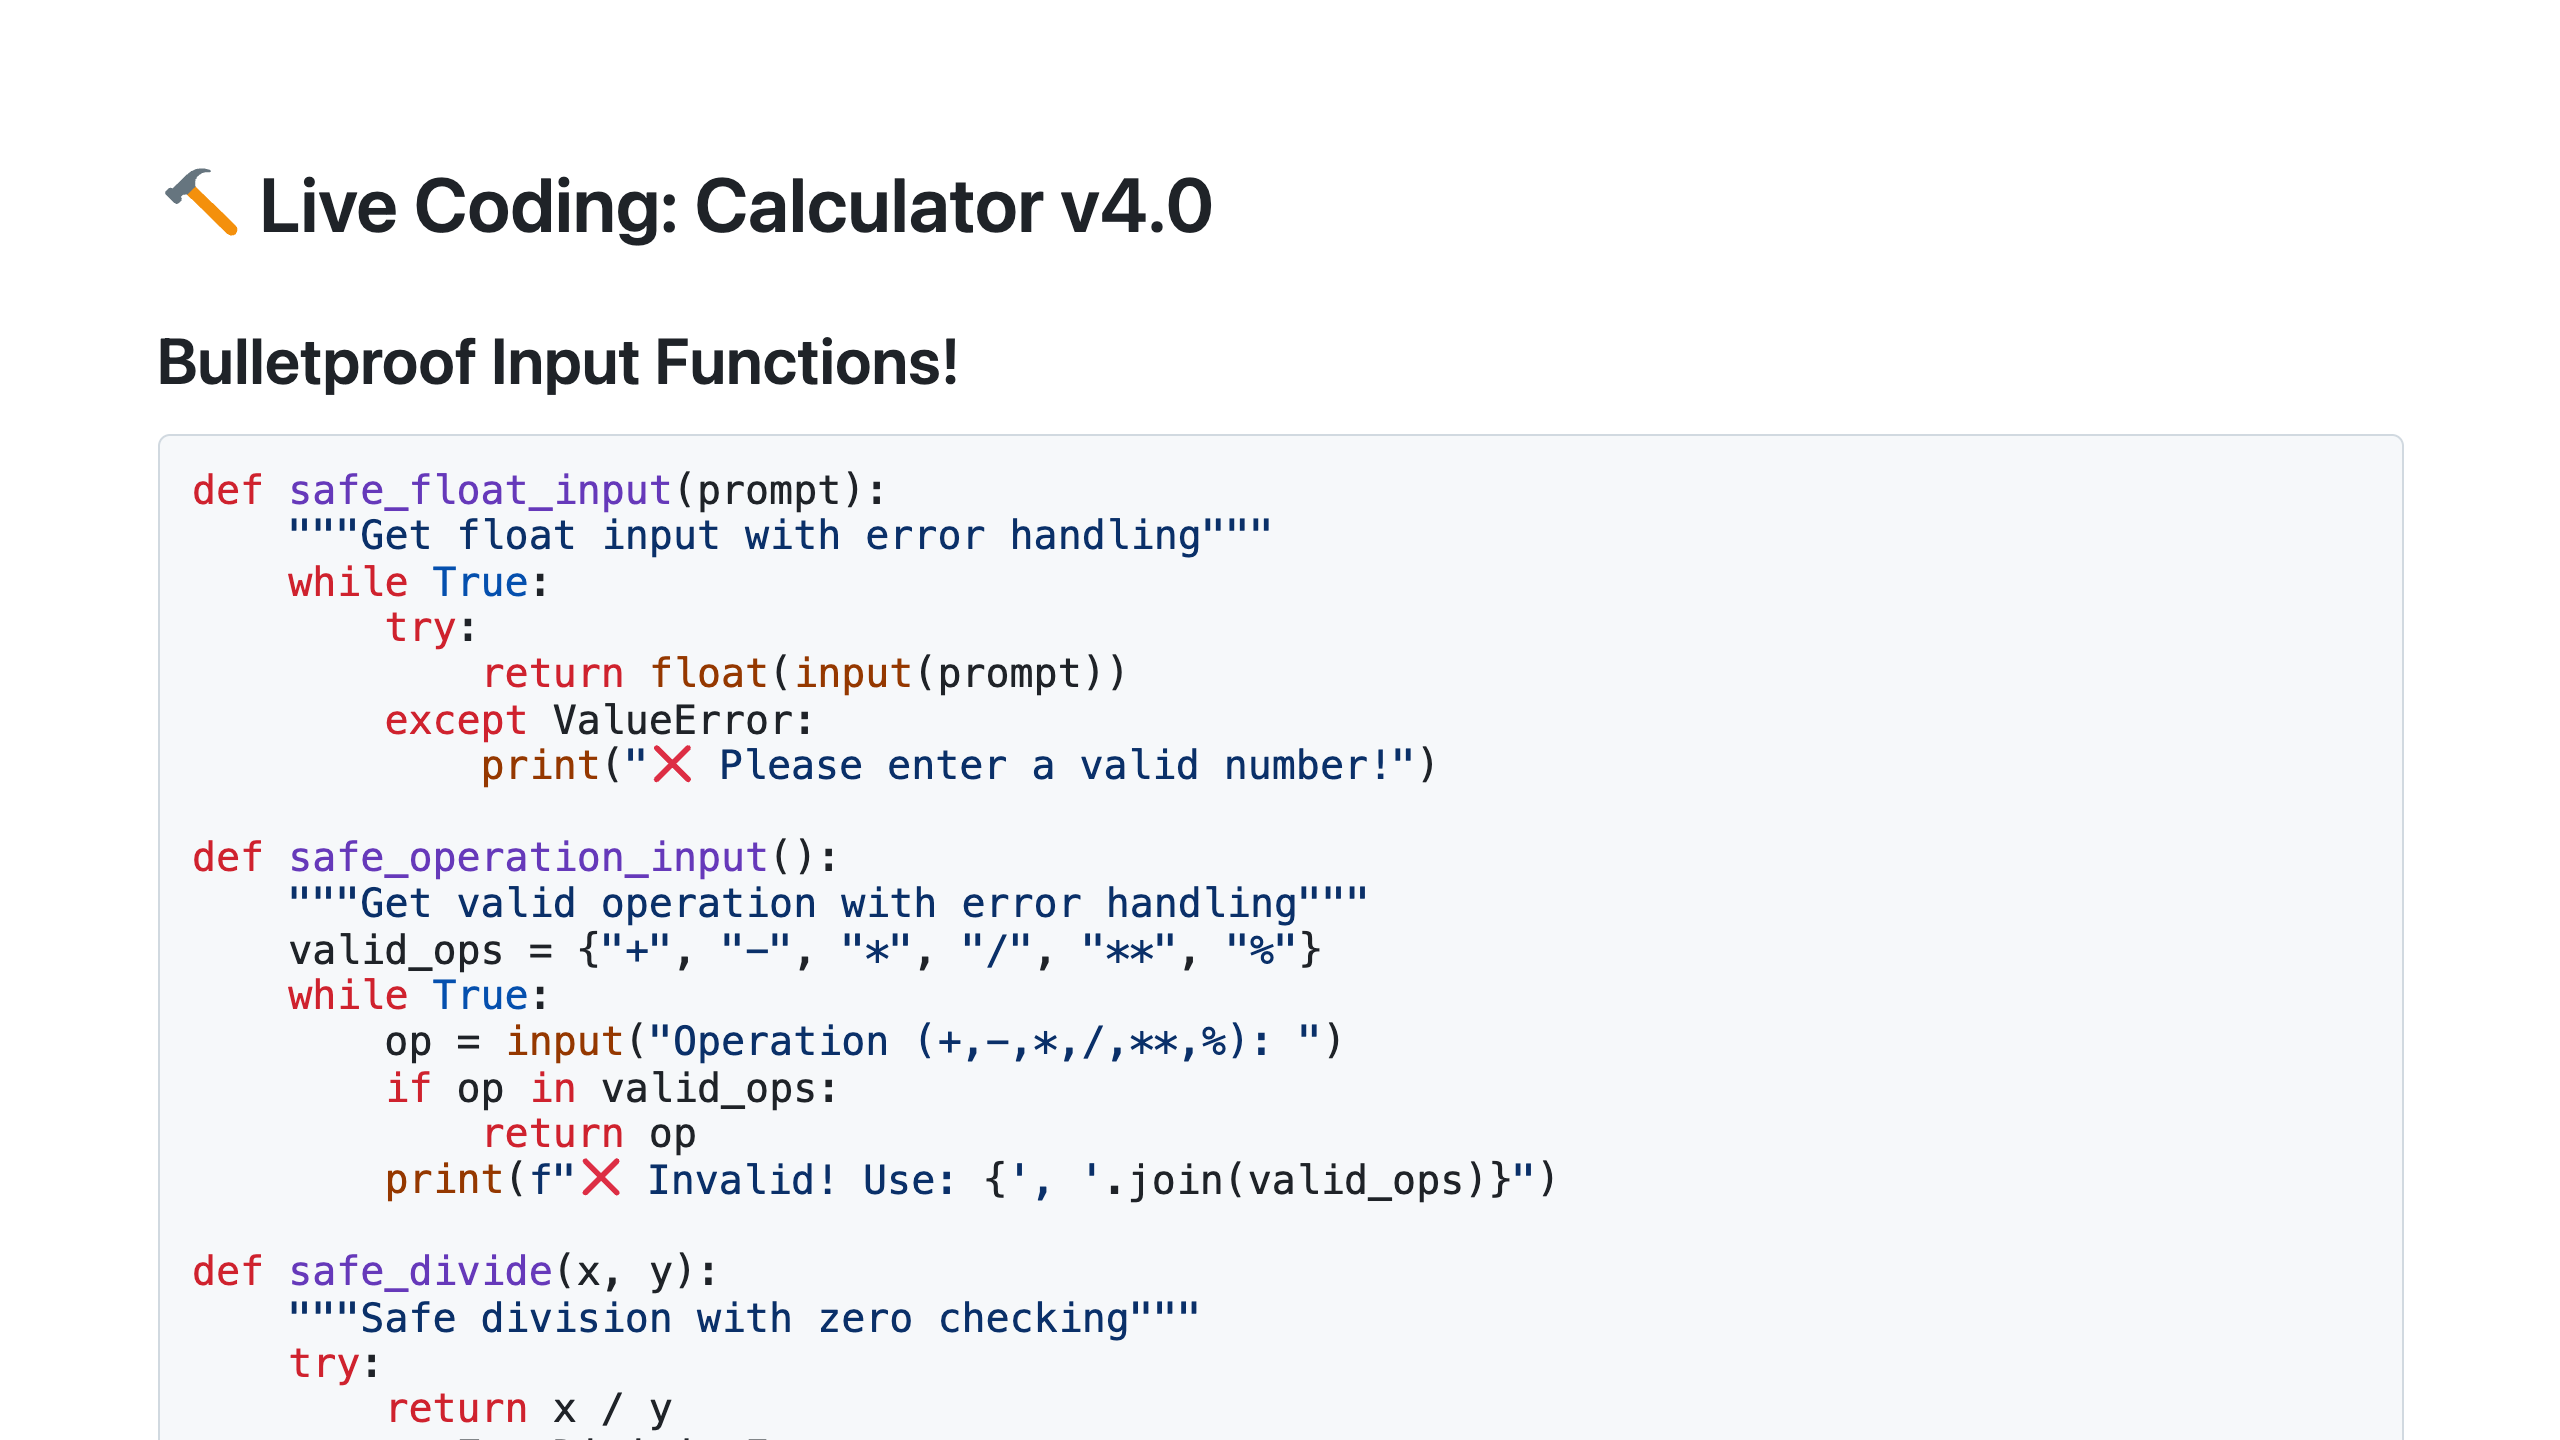 🔨 Live Coding: Calculator v4.0
Bulletproof Input Functions!
def safe_float_input(prompt):
    """Get float input with error handling"""
    while True:
        try:
            return float(input(prompt))
        except ValueError:
            print("❌ Please enter a valid number!")

def safe_operation_input():
    """Get valid operation with error handling"""
    valid_ops = {"+", "-", "*", "/", "**", "%"}
    while True:
        op = input("Operation (+,-,*,/,**,%): ")
        if op in valid_ops:
            return op
        print(f"❌ Invalid! Use: {', '.join(valid_ops)}")

def safe_divide(x, y):
    """Safe division with zero checking"""
    try:
        return x / y